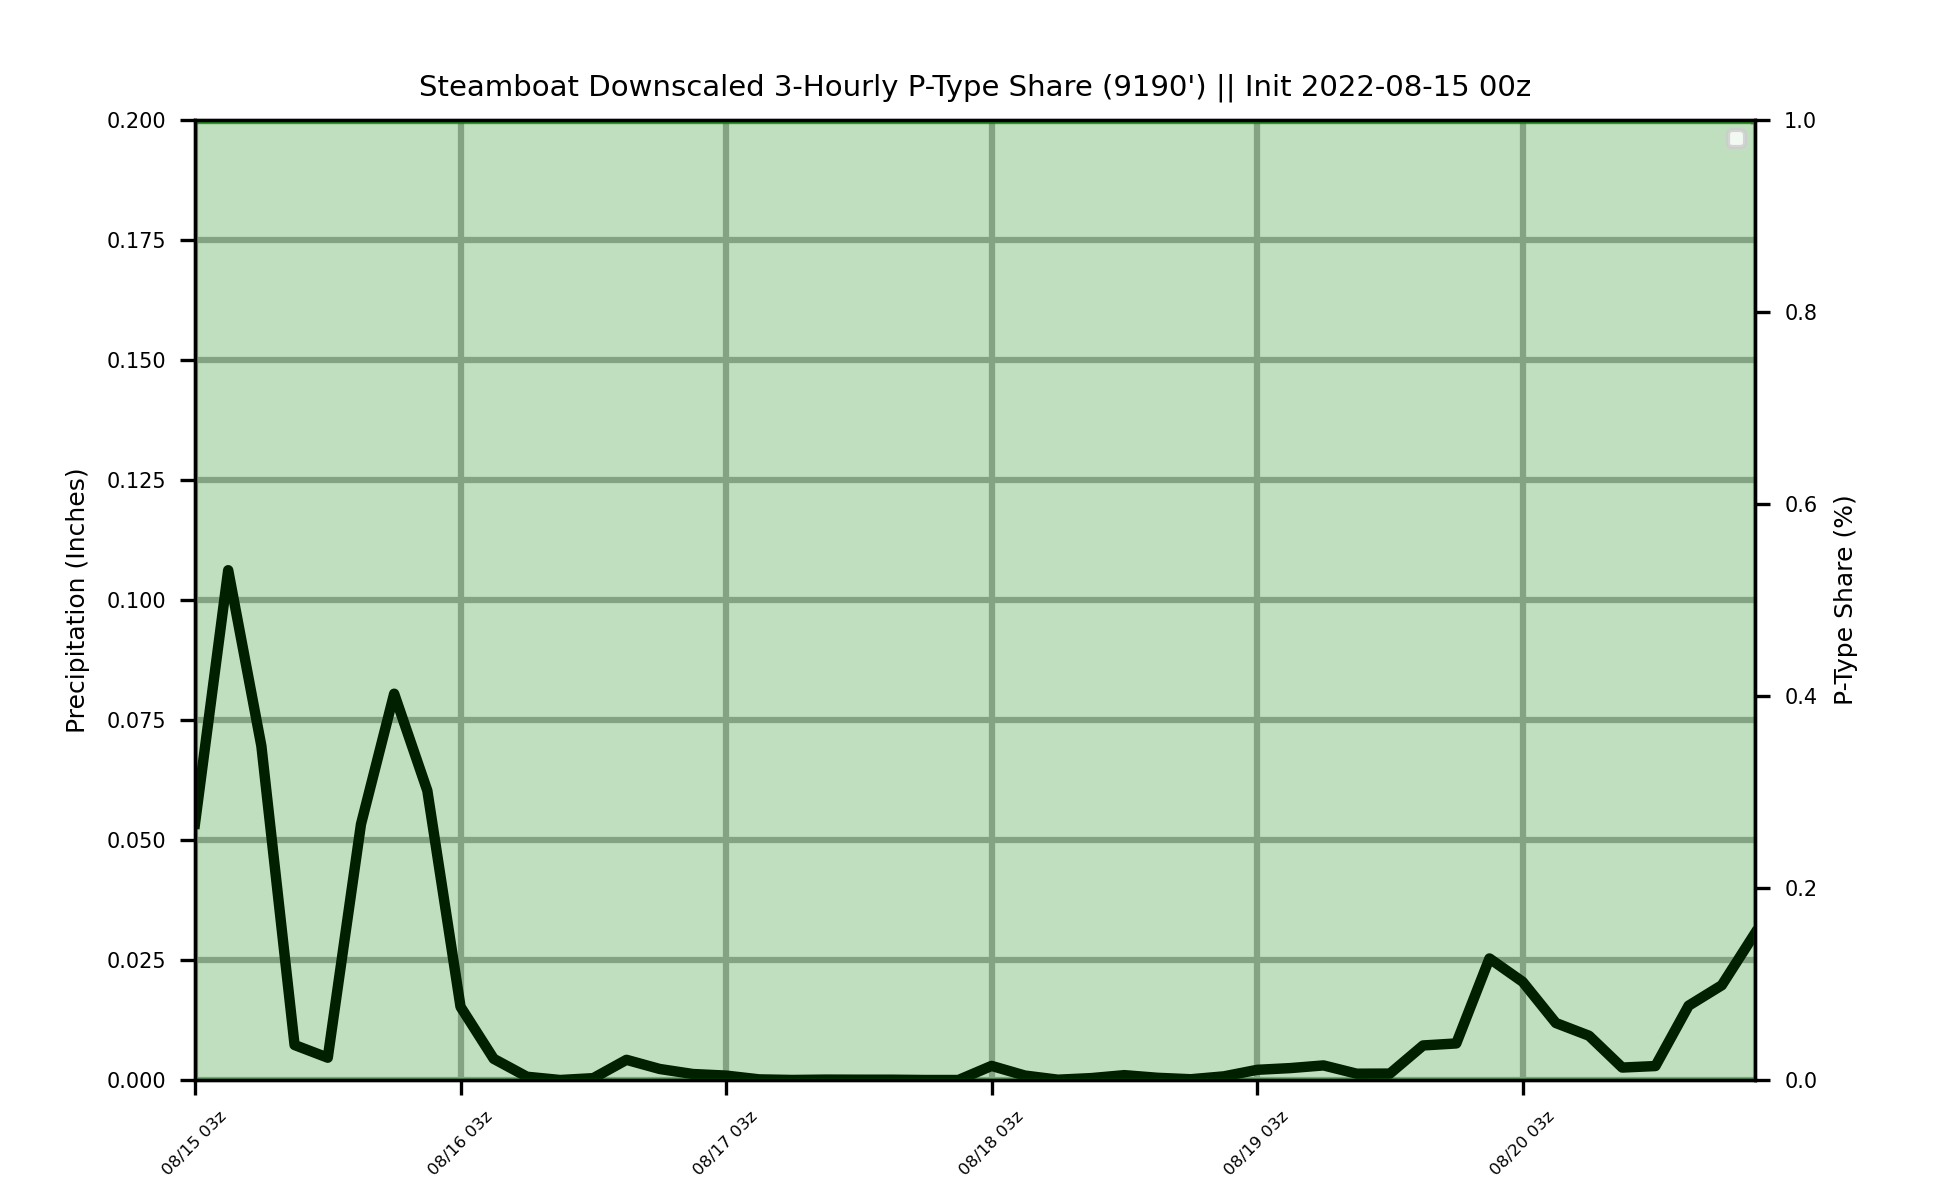 Steamboat Downscaled 3-Hourly P-Type Share (9190') || Init 2022-08-15 00z
Precipitation (Inches)
0.200
0.175
0.150
0.125
0.100
0.075
0.050
0.025
0.000
1.0
0.8
0.6
0.4
0.2
0.0
P-Type Share (%)
08/15 03z
08/16 03z
08/17 03z
08/18 03z
08/19 03z
08/20 03z